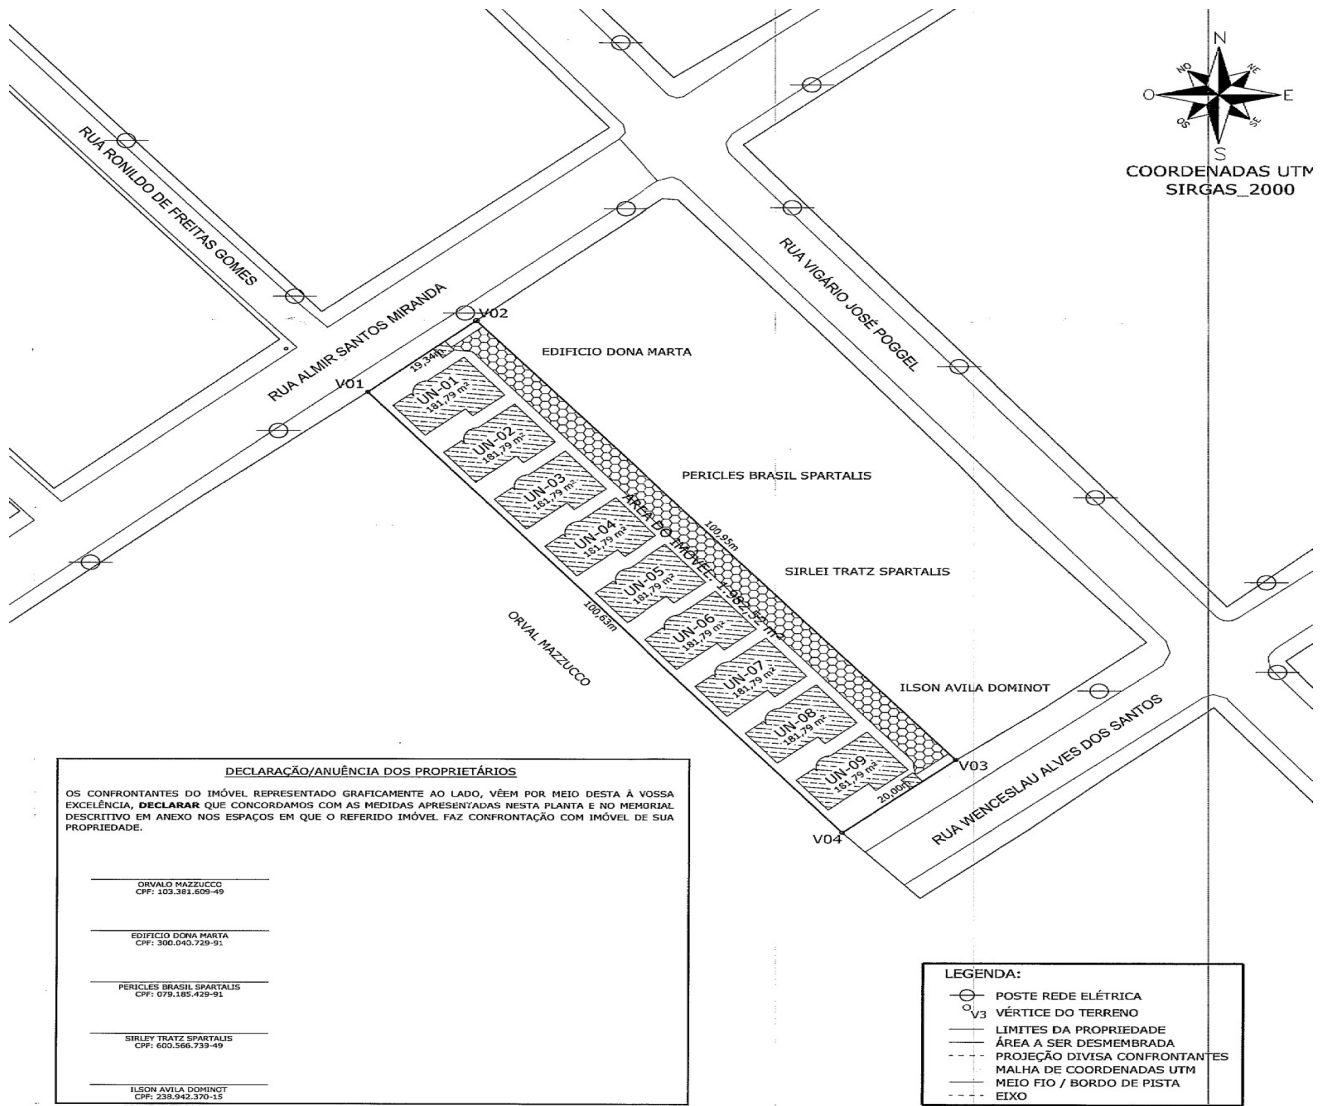 N
NO
NE
O
E
OS
SE
S
COORDENADAS UTM
SIRGAS_2000
RUA RONILDO DE FREITAS GOMES
RUA ALMIR SANTOS MIRANDA
RUA VIGÁRIO JOSÉ POGGEL
V02
V01
19,34m
EDIFICIO DONA MARTA
UN-01
181,79 m²
UN-02
181,79 m²
UN-03
181,79 m²
UN-04
181,79 m²
UN-05
181,79 m²
UN-06
181,79 m²
UN-07
181,79 m²
UN-08
181,79 m²
UN-09
181,79 m²
ÁREA DO IMÓVEL: 1.982,52 m²
PERICLES BRASIL SPARTALIS
100,95m
SIRLEI TRATZ SPARTALIS
100,63m
ORVAL MAZZUCCO
ILSON AVILA DOMINOT
V03
20,00m
V04
RUA WENCESLAU ALVES DOS SANTOS
DECLARAÇÃO/ANUÊNCIA DOS PROPRIETÁRIOS
OS CONFRONTANTES DO IMÓVEL REPRESENTADO GRAFICAMENTE AO LADO, VÊEM POR MEIO DESTA À VOSSA
EXCELÊNCIA, DECLARAR QUE CONCORDAMOS COM AS MEDIDAS APRESENTADAS NESTA PLANTA E NO MEMORIAL
DESCRITIVO EM ANEXO NOS ESPAÇOS EM QUE O REFERIDO IMÓVEL FAZ CONFRONTAÇÃO COM IMÓVEL DE SUA
PROPRIEDADE.
ORVALO MAZZUCCO
CPF: 103.381.609-49
EDIFICIO DONA MARTA
CPF: 300.040.729-91
PERICLES BRASIL SPARTALIS
CPF: 079.185.429-91
SIRLEY TRATZ SPARTALIS
CPF: 600.566.739-49
ILSON AVILA DOMINOT
CPF: 238.942.370-15
LEGENDA:
POSTE REDE ELÉTRICA
V3 VÉRTICE DO TERRENO
LIMITES DA PROPRIEDADE
ÁREA A SER DESMEMBRADA
PROJEÇÃO DIVISA CONFRONTANTES
MALHA DE COORDENADAS UTM
MEIO FIO / BORDO DE PISTA
EIXO